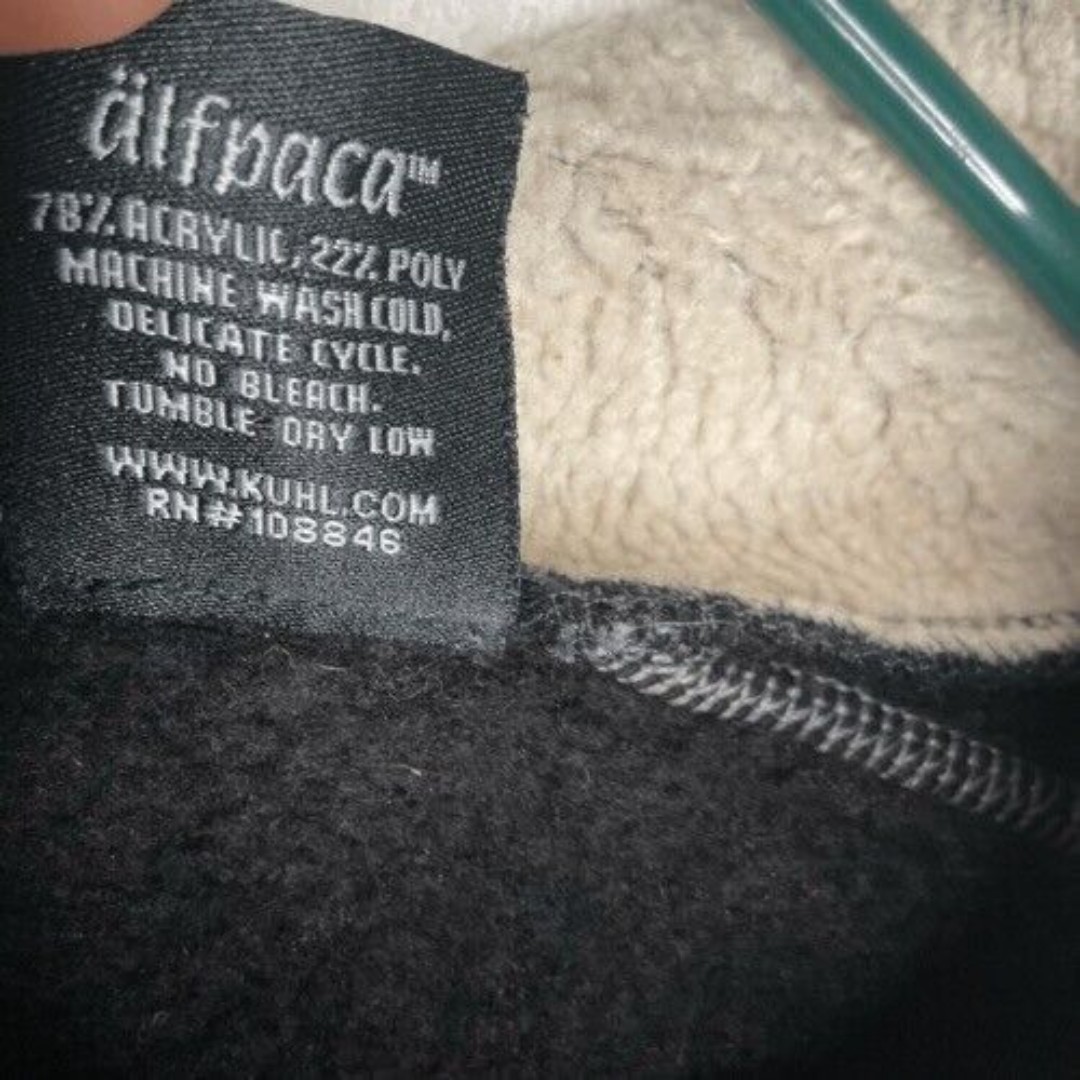 älfpaca™
78% ACRYLIC, 22% POLY
MACHINE WASH COLD,
DELICATE CYCLE.
NO BLEACH.
TUMBLE DRY LOW
WWW.KUHL.COM
RN#108846